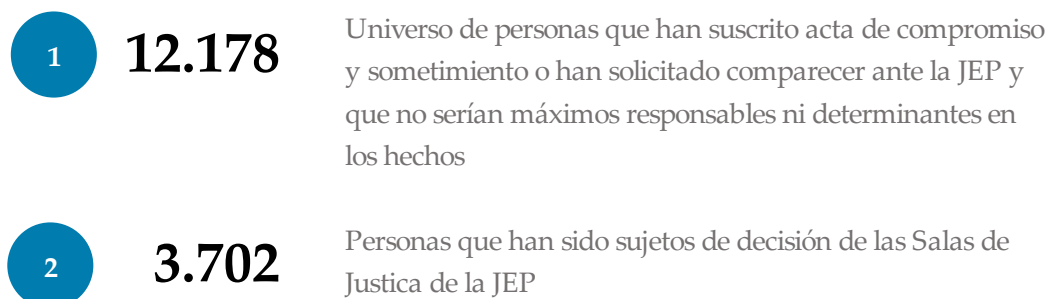 1
12.178
Universo de personas que han suscrito acta de compromiso
y sometimiento o han solicitado comparecer ante la JEP y
que no serían máximos responsables ni determinantes en
los hechos
2
3.702
Personas que han sido sujetos de decisión de las Salas de
Justica de la JEP